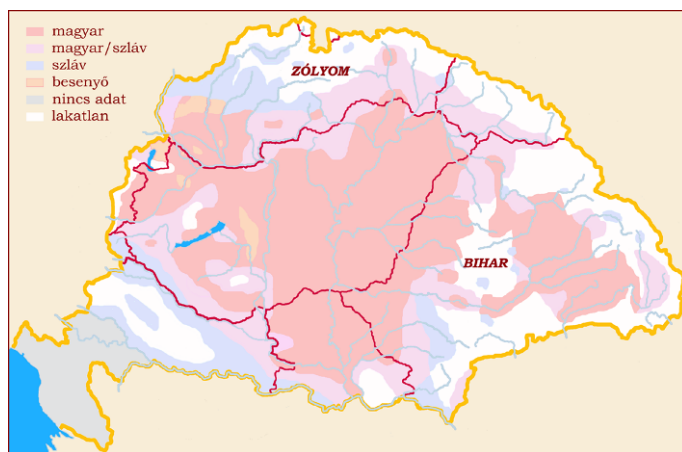 magyar
magyar/szláv
szláv
besenyő
nincs adat
lakatlan
ZÓLYOM
BIHAR